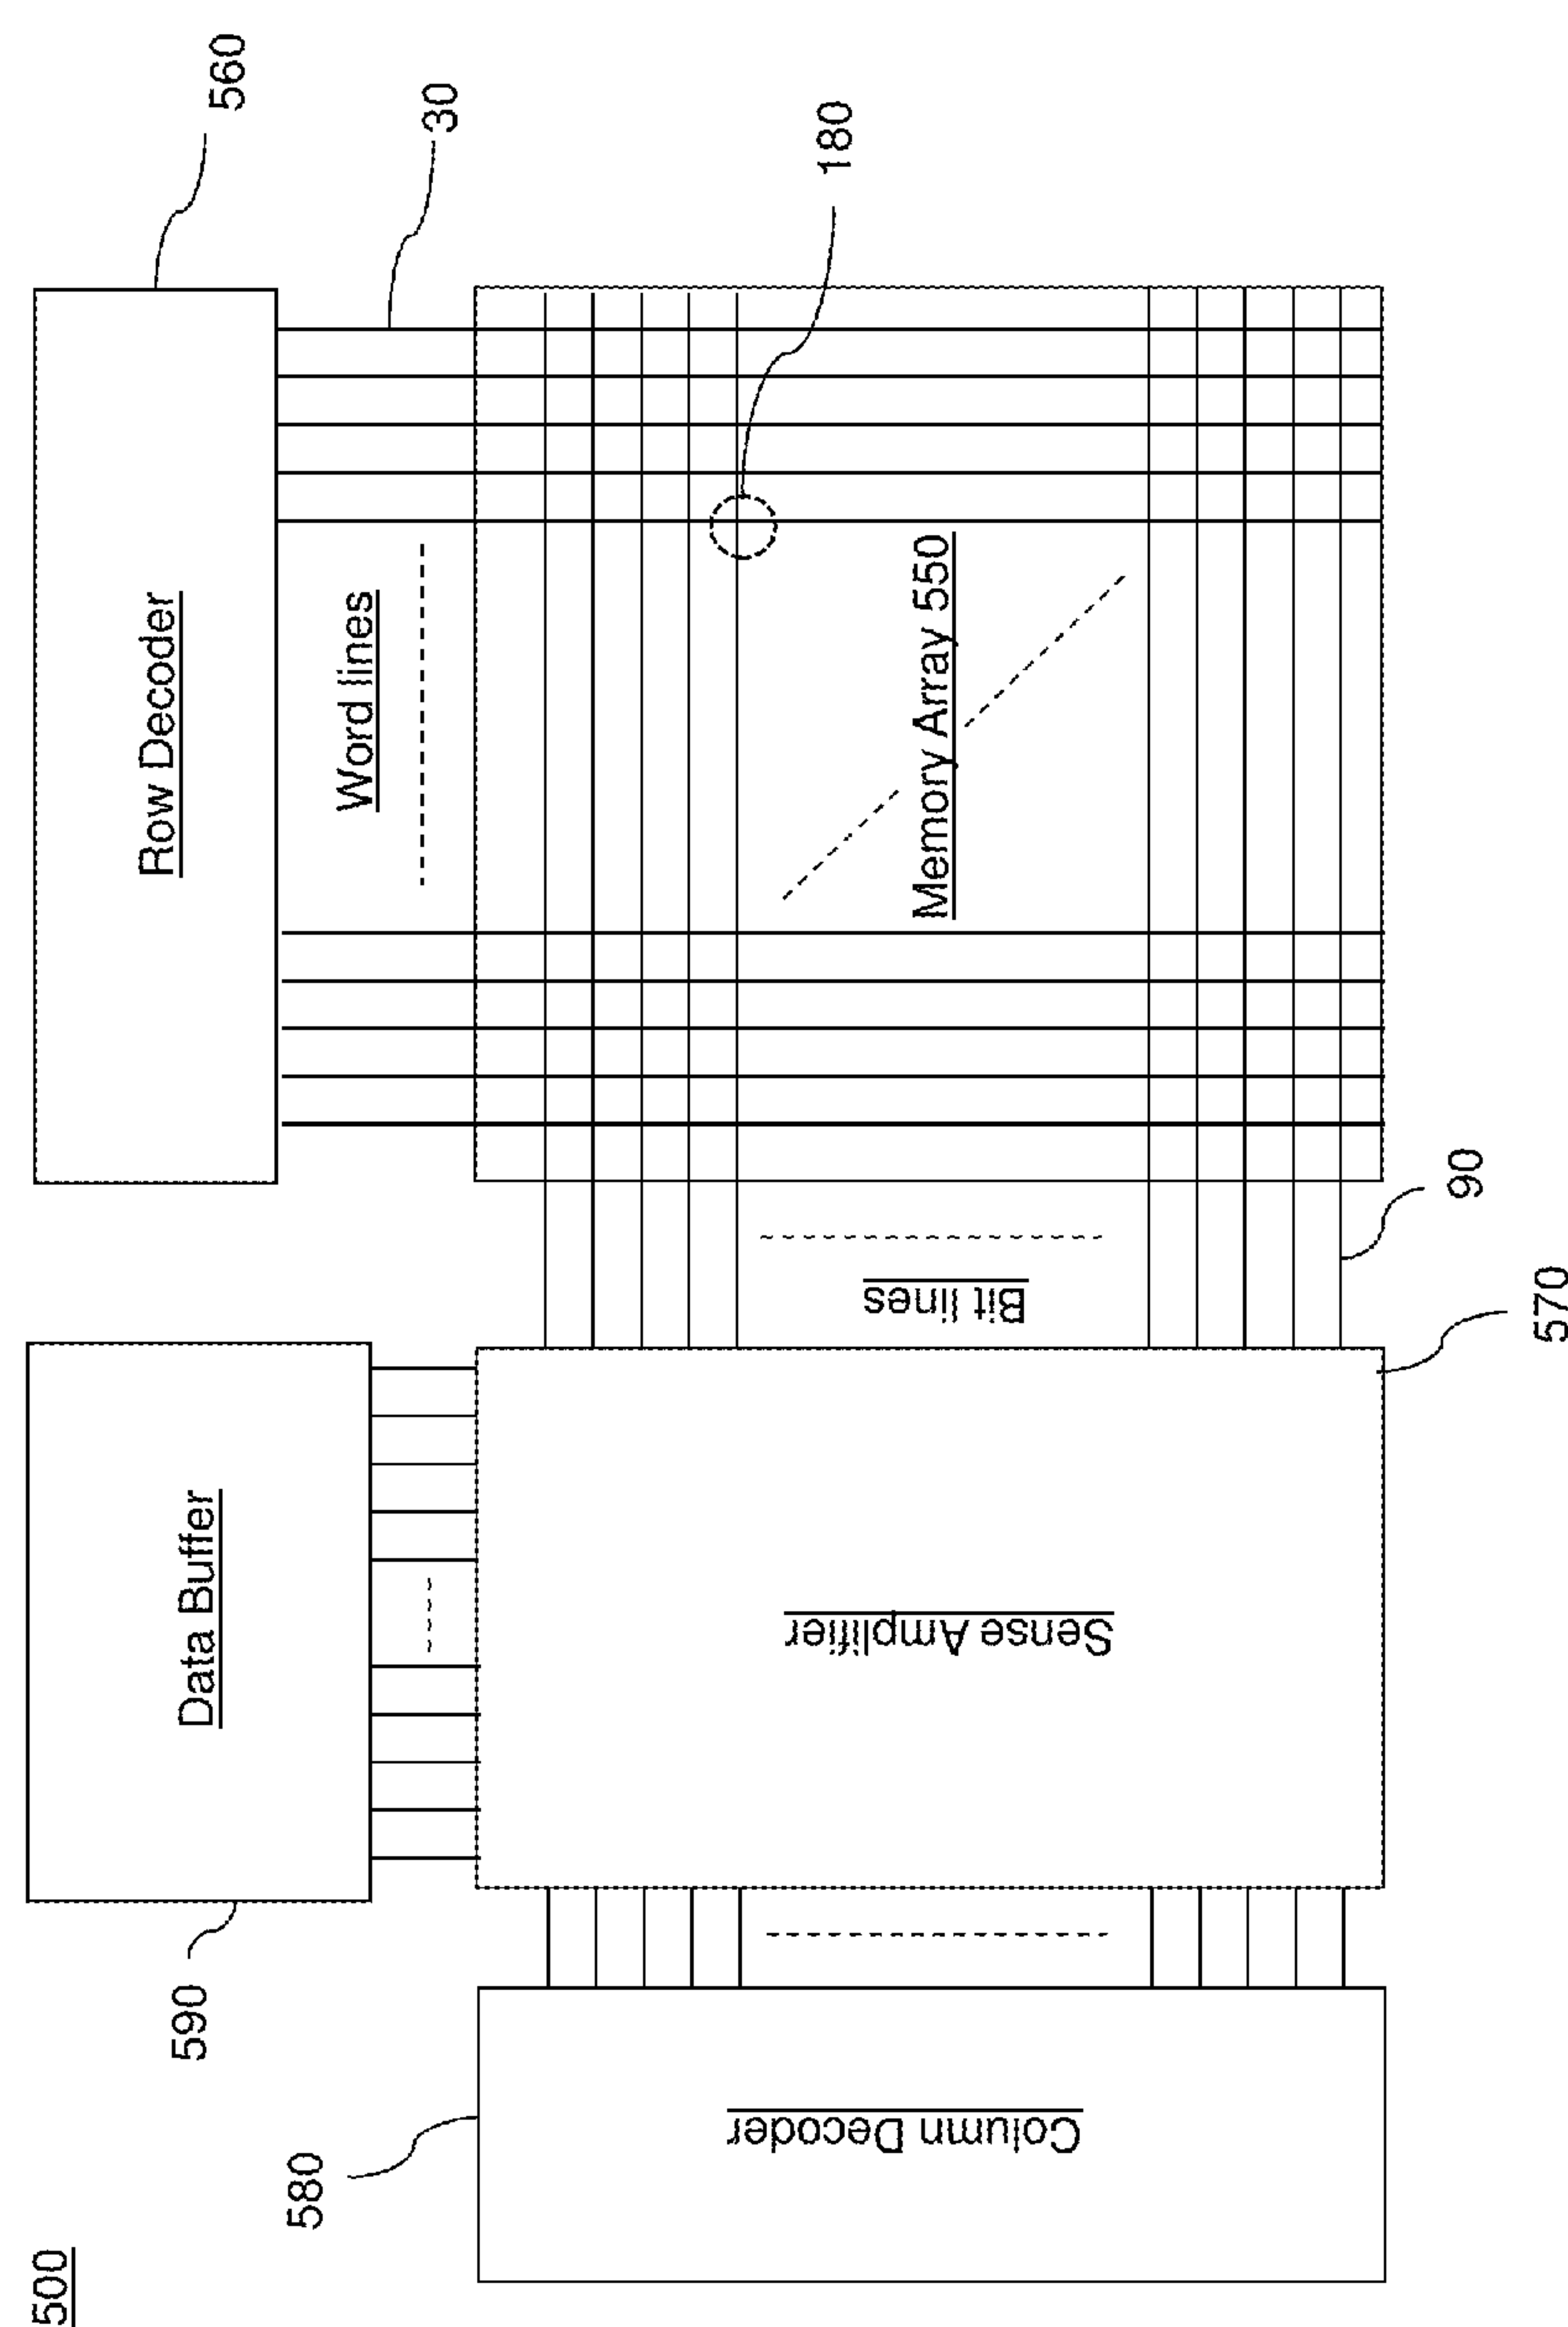 500
580
Column Decoder
590
Data Buffer
Sense Amplifier
570
Bit lines
90
Row Decoder
560
Word lines
30
Memory Array 550
180